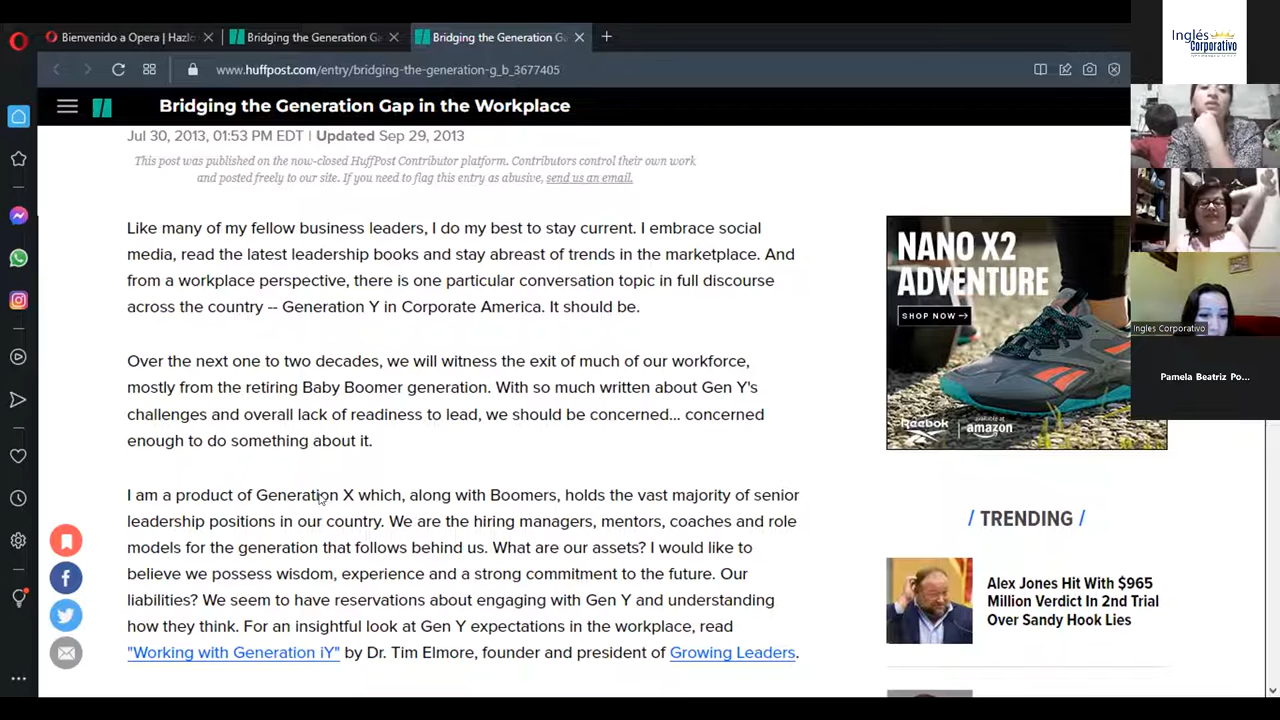 Bienvenido a Opera | Hazlo
Bridging the Generation Ga
Bridging the Generation Ga
www.huffpost.com/entry/bridging-the-generation-g_b_3677405
Bridging the Generation Gap in the Workplace
Jul 30, 2013, 01:53 PM EDT | Updated Sep 29, 2013
This post was published on the now-closed HuffPost Contributor platform. Contributors control their own work
and posted freely to our site. If you need to flag this entry as abusive, send us an email.
Like many of my fellow business leaders, I do my best to stay current. I embrace social
media, read the latest leadership books and stay abreast of trends in the marketplace. And
from a workplace perspective, there is one particular conversation topic in full discourse
across the country -- Generation Y in Corporate America. It should be.
Over the next one to two decades, we will witness the exit of much of our workforce,
mostly from the retiring Baby Boomer generation. With so much written about Gen Y's
challenges and overall lack of readiness to lead, we should be concerned... concerned
enough to do something about it.
I am a product of Generation X which, along with Boomers, holds the vast majority of senior
leadership positions in our country. We are the hiring managers, mentors, coaches and role
models for the generation that follows behind us. What are our assets? I would like to
believe we possess wisdom, experience and a strong commitment to the future. Our
liabilities? We seem to have reservations about engaging with Gen Y and understanding
how they think. For an insightful look at Gen Y expectations in the workplace, read
"Working with Generation iY" by Dr. Tim Elmore, founder and president of Growing Leaders.
NANO X2
ADVENTURE
SHOP NOW
Reebok
available at
amazon
/ TRENDING /
Alex Jones Hit With $965
Million Verdict In 2nd Trial
Over Sandy Hook Lies
Inglés
Corporativo
Ingles Corporativo
Pamela Beatriz Po...